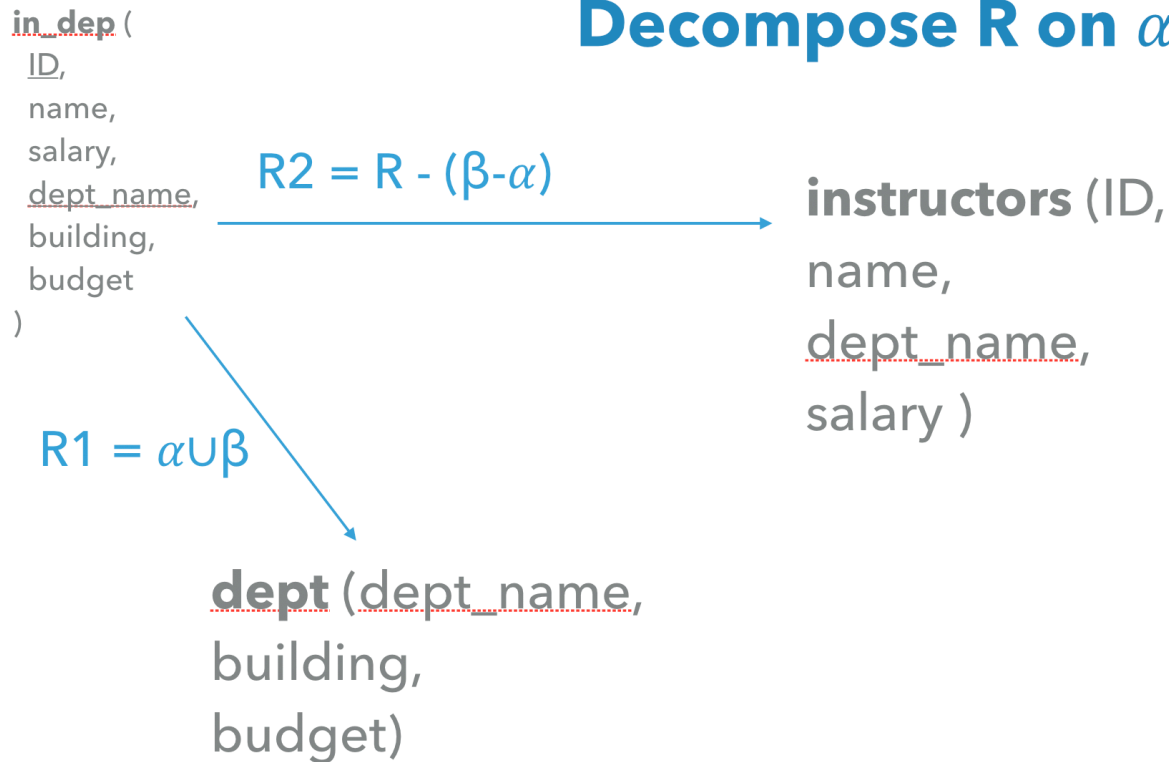 Decompose R on α
in_dep (
ID,
name,
salary,
dept_name,
building,
budget
)
R2 = R - (β-α)
instructors (ID,
name,
dept_name,
salary )
R1 = α∪β
dept (dept_name,
building,
budget)